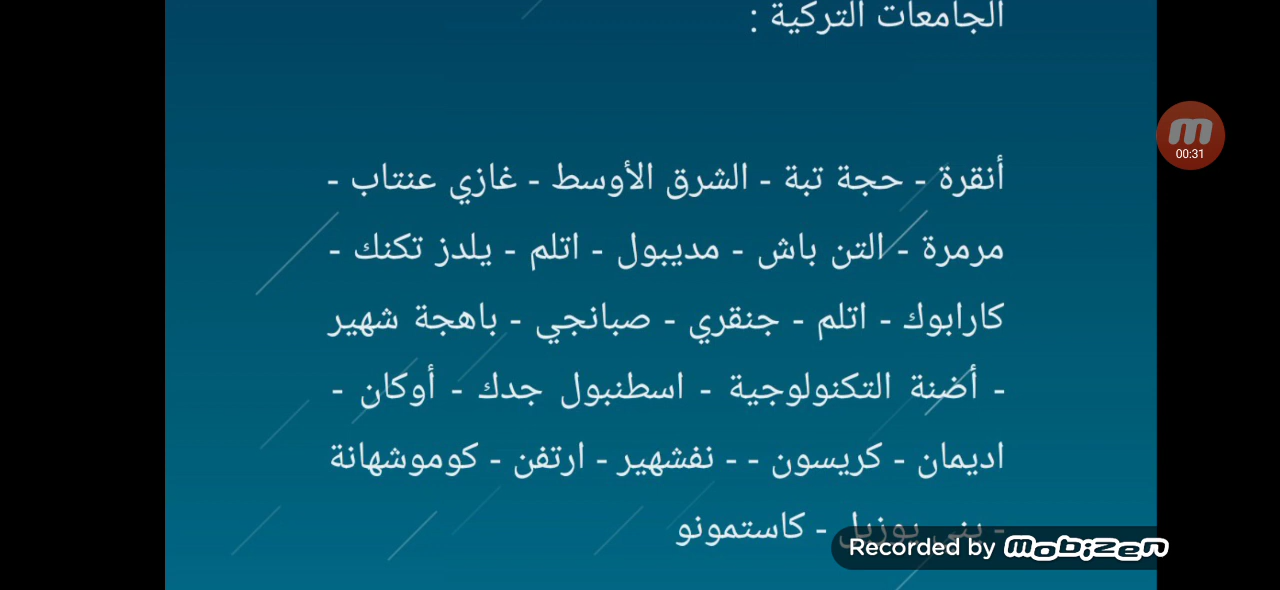 الجامعات التركية :
أنقرة - حجة تبة - الشرق الأوسط - غازي عنتاب -
مرمرة - التن باش - مديبول - اتلم - يلدز تكنك -
كارابوك - اتلم - جنقري - صبانجي - باهجة شهير
- أضنة التكنولوجية - اسطنبول جدك - أوكان -
اديمان - كريسون - - نفشهير - ارتفن - كوموشهانة
- يني يوزيل - كاستمونو
00:31
Recorded by Mobizen